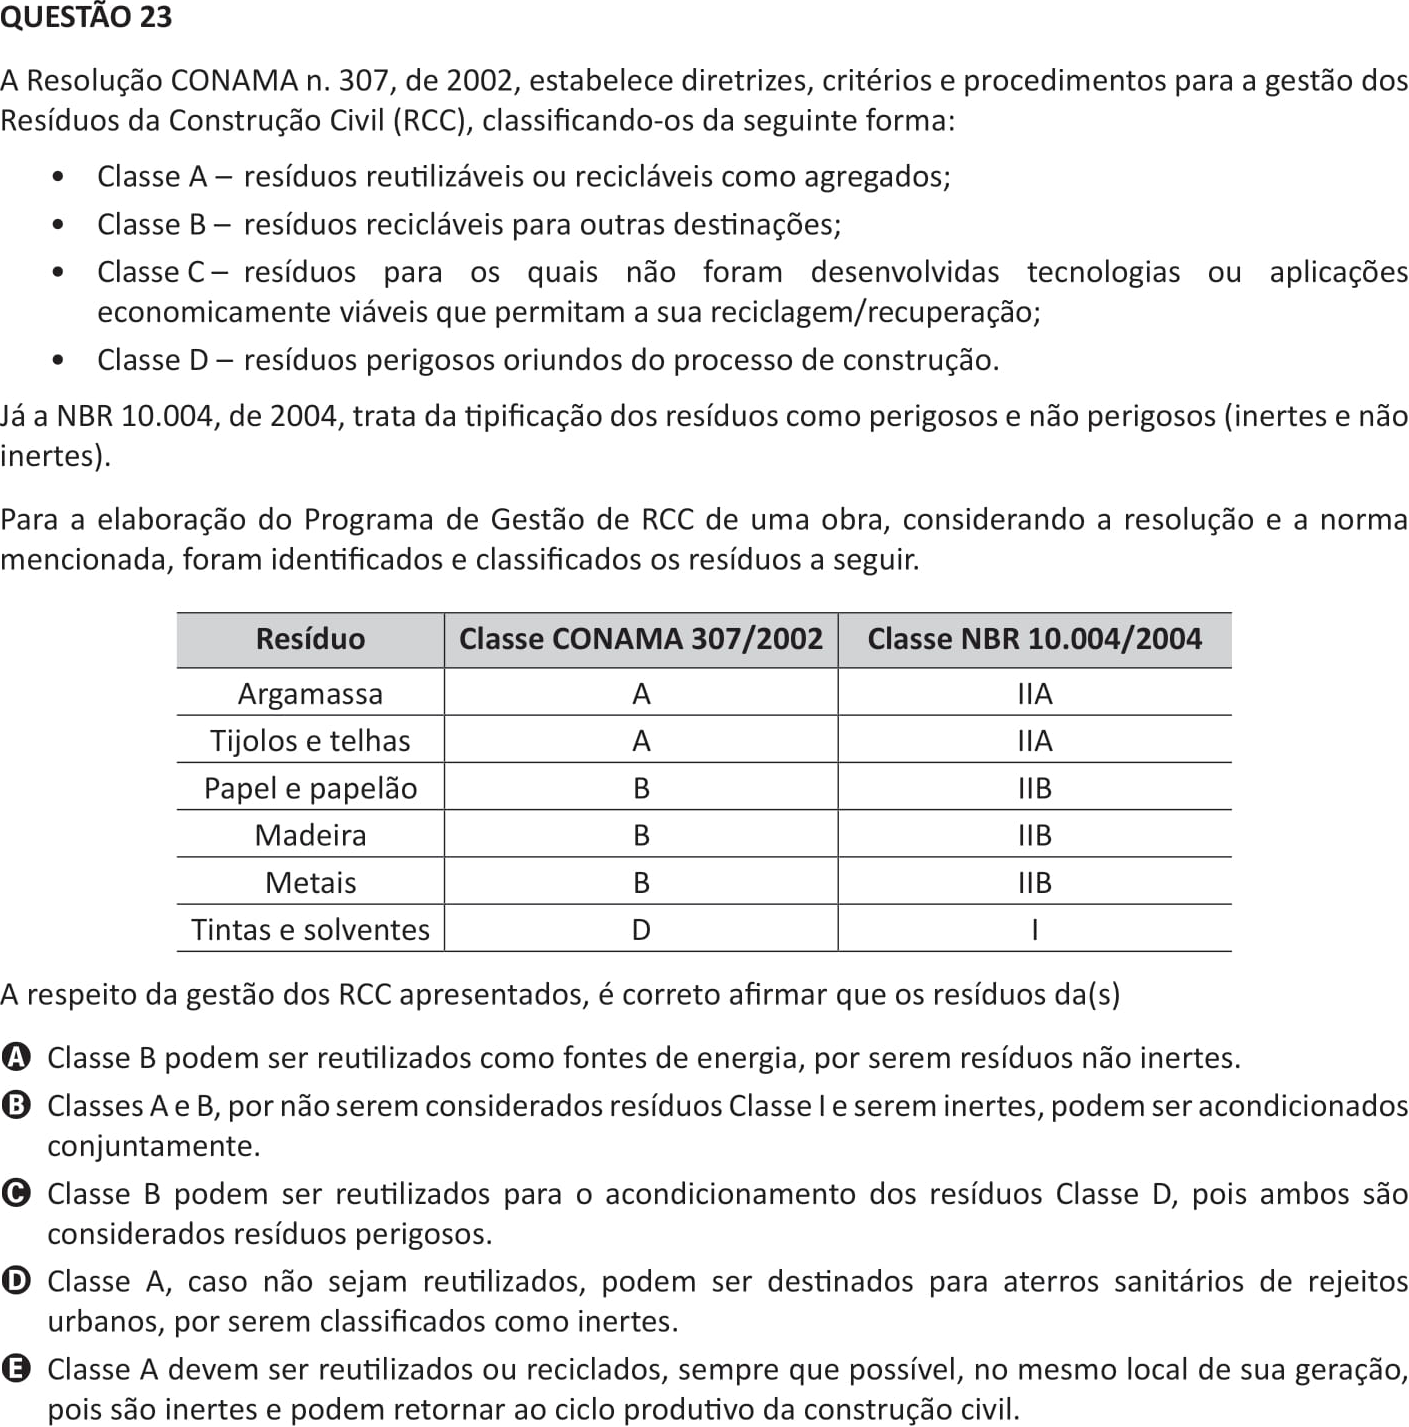 QUESTÃO 23
A Resolução CONAMA n. 307, de 2002, estabelece diretrizes, critérios e procedimentos para a gestão dos
Resíduos da Construção Civil (RCC), classificando-os da seguinte forma:
• Classe A – resíduos reutilizáveis ou recicláveis como agregados;
• Classe B – resíduos recicláveis para outras destinações;
• Classe C – resíduos para os quais não foram desenvolvidas tecnologias ou aplicações
economicamente viáveis que permitam a sua reciclagem/recuperação;
• Classe D – resíduos perigosos oriundos do processo de construção.
Já a NBR 10.004, de 2004, trata da tipificação dos resíduos como perigosos e não perigosos (inertes e não
inertes).
Para a elaboração do Programa de Gestão de RCC de uma obra, considerando a resolução e a norma
mencionada, foram identificados e classificados os resíduos a seguir.
Resíduo Classe CONAMA 307/2002 Classe NBR 10.004/2004
Argamassa A IIA
Tijolos e telhas A IIA
Papel e papelão B IIB
Madeira B IIB
Metais B IIB
Tintas e solventes D I
A respeito da gestão dos RCC apresentados, é correto afirmar que os resíduos da(s)
A Classe B podem ser reutilizados como fontes de energia, por serem resíduos não inertes.
B Classes A e B, por não serem considerados resíduos Classe I e serem inertes, podem ser acondicionados
conjuntamente.
C Classe B podem ser reutilizados para o acondicionamento dos resíduos Classe D, pois ambos são
considerados resíduos perigosos.
D Classe A, caso não sejam reutilizados, podem ser destinados para aterros sanitários de rejeitos
urbanos, por serem classificados como inertes.
E Classe A devem ser reutilizados ou reciclados, sempre que possível, no mesmo local de sua geração,
pois são inertes e podem retornar ao ciclo produtivo da construção civil.